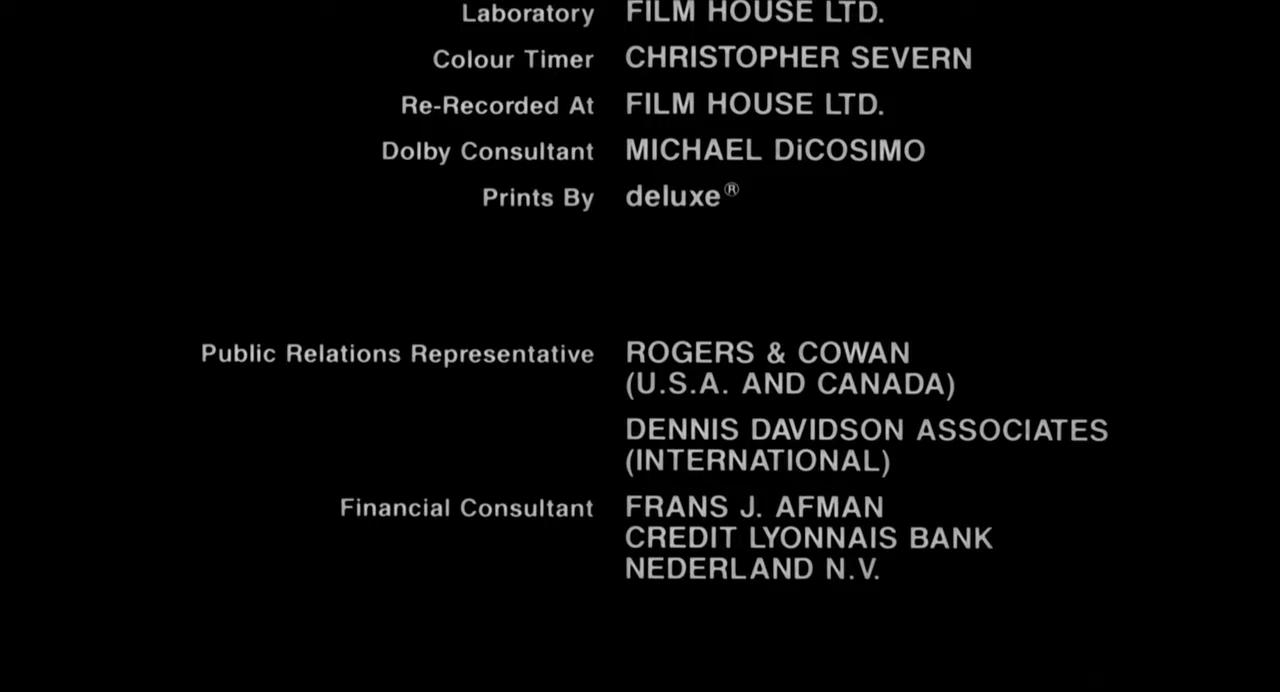 Laboratory FILM HOUSE LTD.
Colour Timer CHRISTOPHER SEVERN
Re-Recorded At FILM HOUSE LTD.
Dolby Consultant MICHAEL DiCOSIMO
Prints By deluxe®
Public Relations Representative ROGERS & COWAN
(U.S.A. AND CANADA)
DENNIS DAVIDSON ASSOCIATES
(INTERNATIONAL)
Financial Consultant FRANS J. AFMAN
CREDIT LYONNAIS BANK
NEDERLAND N.V.